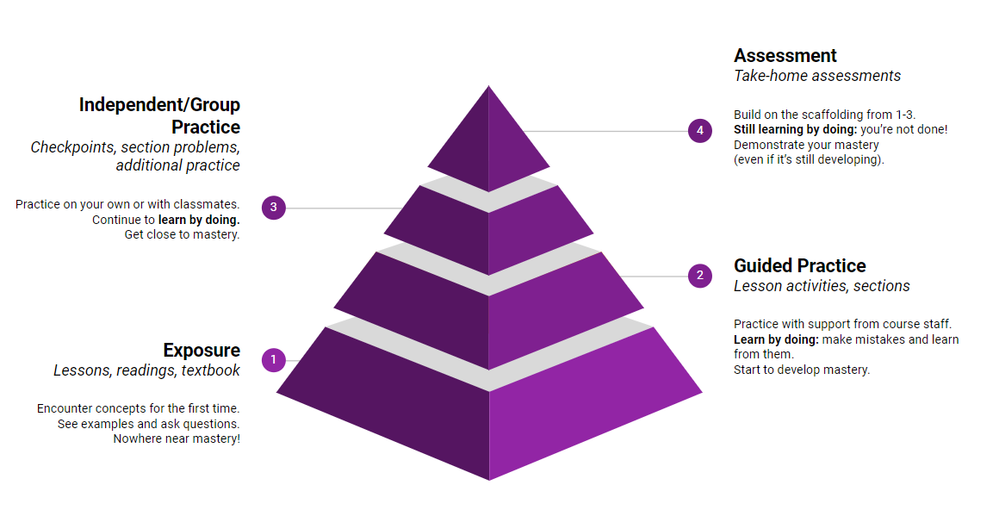 Assessment
Take-home assessments
Build on the scaffolding from 1-3.
Still learning by doing: you’re not done!
Demonstrate your mastery
(even if it’s still developing).
4
Independent/Group
Practice
Checkpoints, section problems,
additional practice
Practice on your own or with classmates.
Continue to learn by doing.
Get close to mastery.
3
Guided Practice
Lesson activities, sections
Practice with support from course staff.
Learn by doing: make mistakes and learn
from them.
Start to develop mastery.
2
Exposure
Lessons, readings, textbook
Encounter concepts for the first time.
See examples and ask questions.
Nowhere near mastery!
1